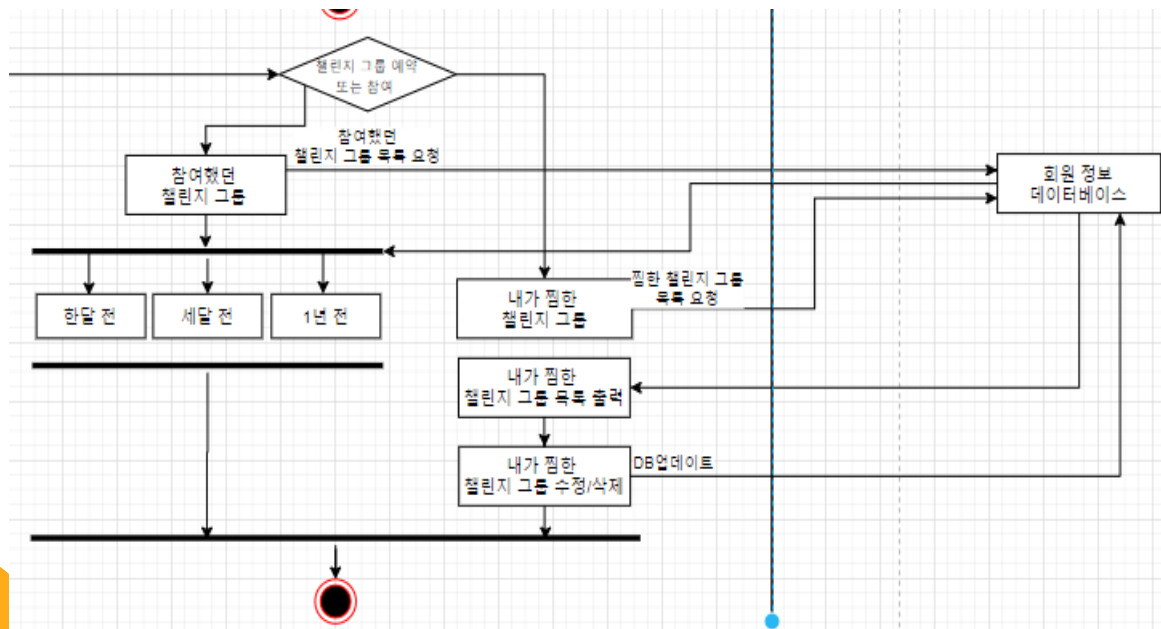 챌린지 그룹 예약
또는 참여
참여했던
챌린지 그룹 목록 요청
참여했던
챌린지 그룹
회원 정보
데이터베이스
한달 전
세달 전
1년 전
내가 찜한
챌린지 그룹
찜한 챌린지 그룹
목록 요청
내가 찜한
챌린지 그룹 목록 출력
내가 찜한
챌린지 그룹 수정/삭제
DB업데이트